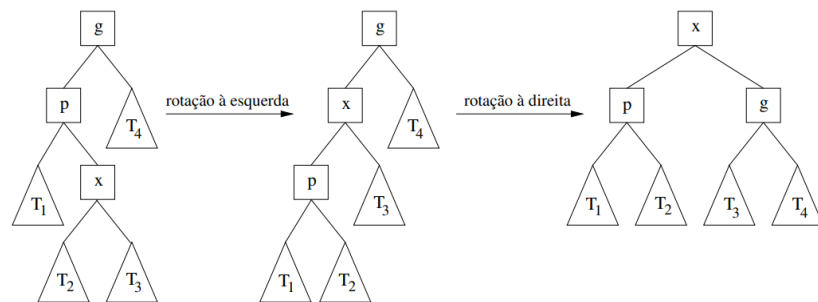 g g x
p rotação à esquerda x rotação à direita p g
T4 T4
x p
T1 T3 T1 T2 T3 T4
T2 T3 T1 T2